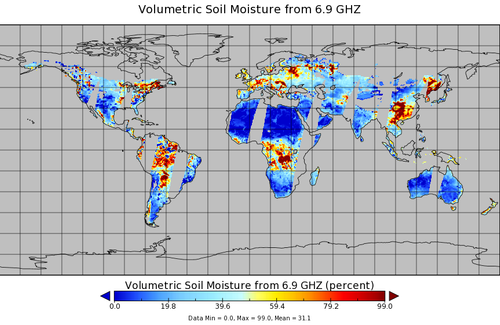 Volumetric Soil Moisture from 6.9 GHZ
Volumetric Soil Moisture from 6.9 GHZ (percent)
0.0 19.8 39.6 59.4 79.2 99.0
Data Min = 0.0, Max = 99.0, Mean = 31.1